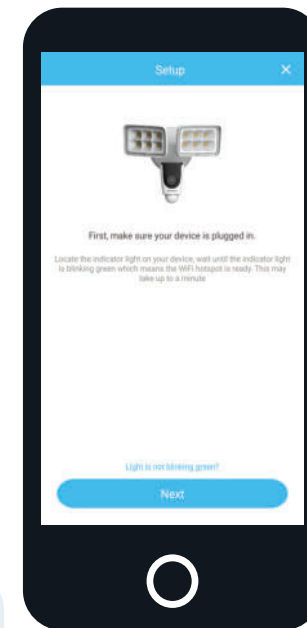 Setup
First, make sure your device is plugged in.
Locate the indicator light on your device, wait until the indicator light
is blinking green which means the WiFi hotspot is ready. This may
take up to a minute
Light is not blinking green?
Next